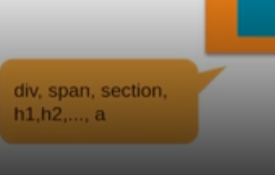 div, span, section,
h1,h2,..., a